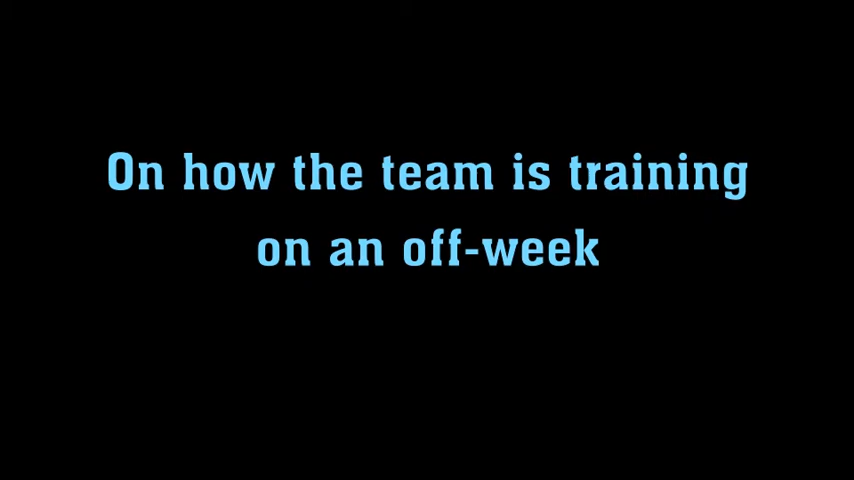 On how the team is training
on an off-week